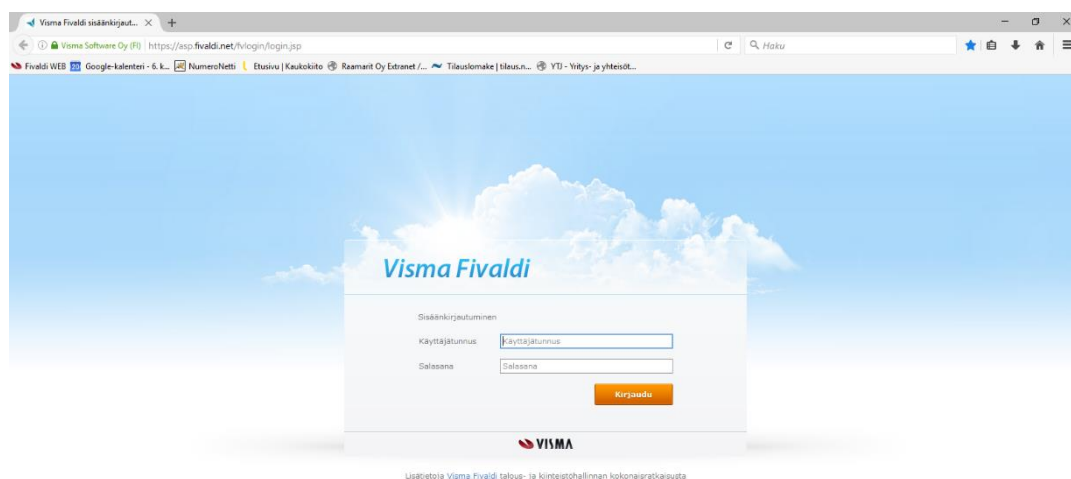 Visma Fivaldi sisäänkirjaut...
Visma Software Oy (FI) https://asp.fivaldi.net/fvlogin/login.jsp Haku
Fivaldi WEB Google-kalenteri - 6. k... NumeroNetti Etusivu | Kaukokiito Raamarit Oy Extranet /... Tilauslomake | tilaus.n... YTJ - Yritys- ja yhteisöt...
Visma Fivaldi
Sisäänkirjautuminen
Käyttäjätunnus Käyttäjätunnus
Salasana Salasana
Kirjaudu
VISMA
Lisätietoja Visma Fivaldi talous- ja kiinteistöhallinnan kokonaisratkaisusta